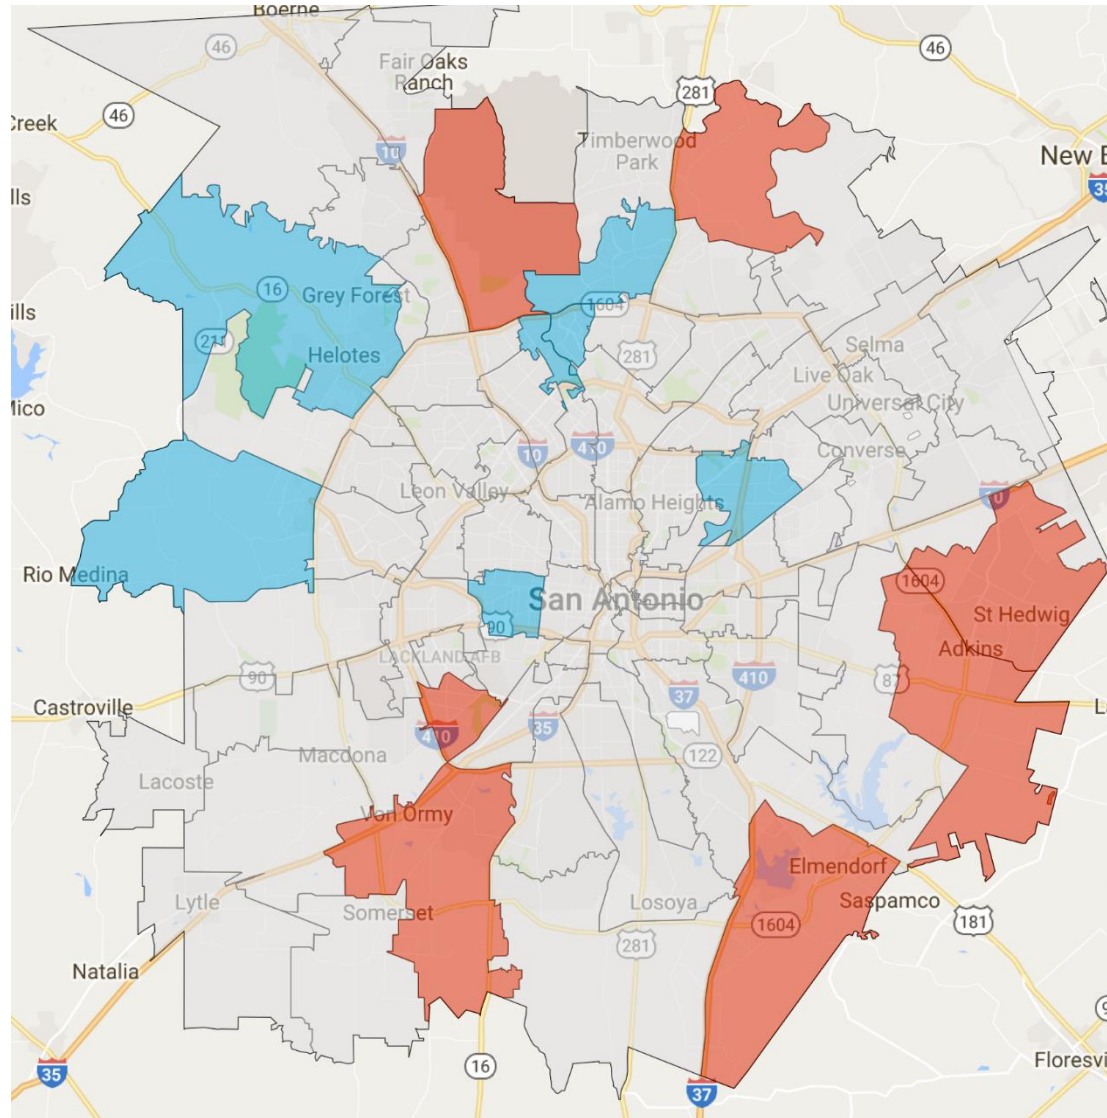 Boerne
46
46
Fair Oaks
Ranch
281
Creek
46
Timberwood
Park
10
New B
35
lls
16
Grey Forest
1604
ills
21
Helotes
281
Selma
Live Oak
Mico
Universal City
10
410
Converse
Leon Valley
Alamo Heights
10
Rio Medina
1604
San Antonio
St Hedwig
90
Adkins
LACKLAND AFB
90
37
410
87
Castroville
L
410
35
122
Macdona
Lacoste
Von Ormy
Elmendorf
Lytle
Somerset
Losoya
Saspamco
1604
181
281
Natalia
9
16
35
Floresvi
37